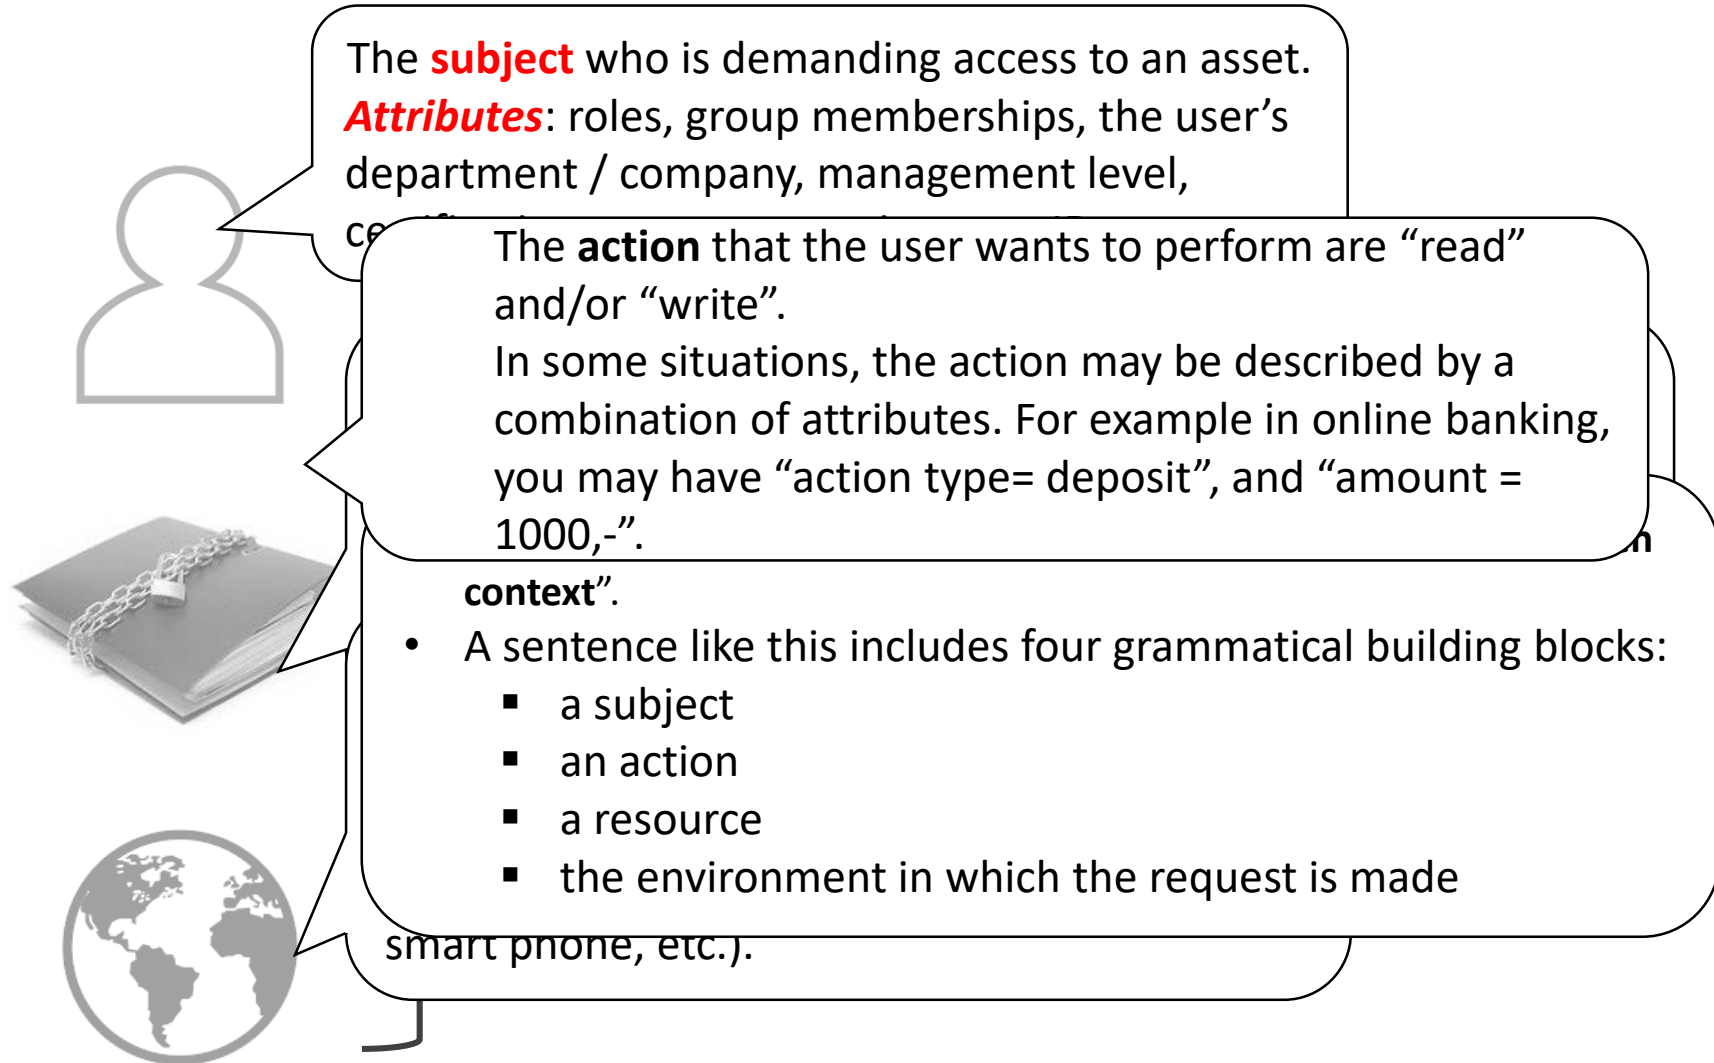 The subject who is demanding access to an asset.
Attributes: roles, group memberships, the user’s
department / company, management level,
The action that the user wants to perform are “read”
and/or “write”.
In some situations, the action may be described by a
combination of attributes. For example in online banking,
you may have “action type= deposit”, and “amount =
1000,-”.
context”.
• A sentence like this includes four grammatical building blocks:
▪ a subject
▪ an action
▪ a resource
▪ the environment in which the request is made
smart phone, etc.).